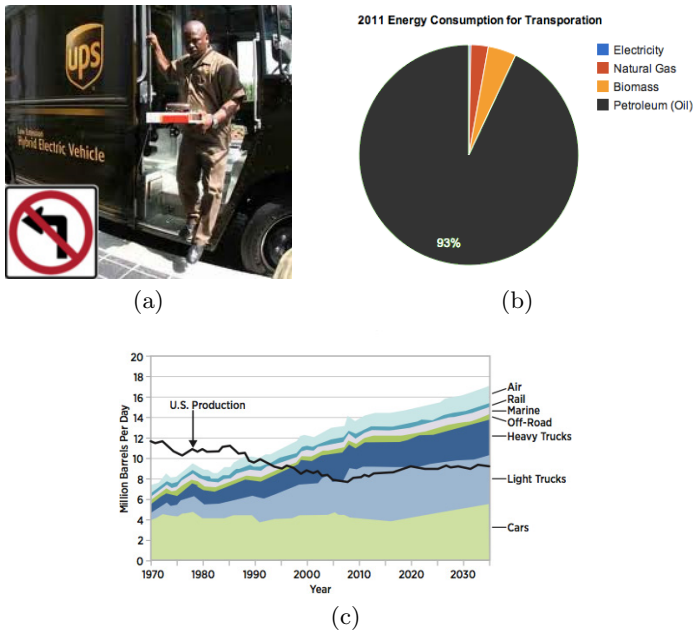 ups
Low Emission
Hybrid Electric Vehicle
(a)
2011 Energy Consumption for Transporation
Electricity
Natural Gas
Biomass
Petroleum (Oil)
93%
(b)
20
18
16
14
12
10
8
6
4
2
0
Million Barrels Per Day
U.S. Production
Air
Rail
Marine
Off-Road
Heavy Trucks
Light Trucks
Cars
1970
1980
1990
2000
2010
2020
2030
Year
(c)